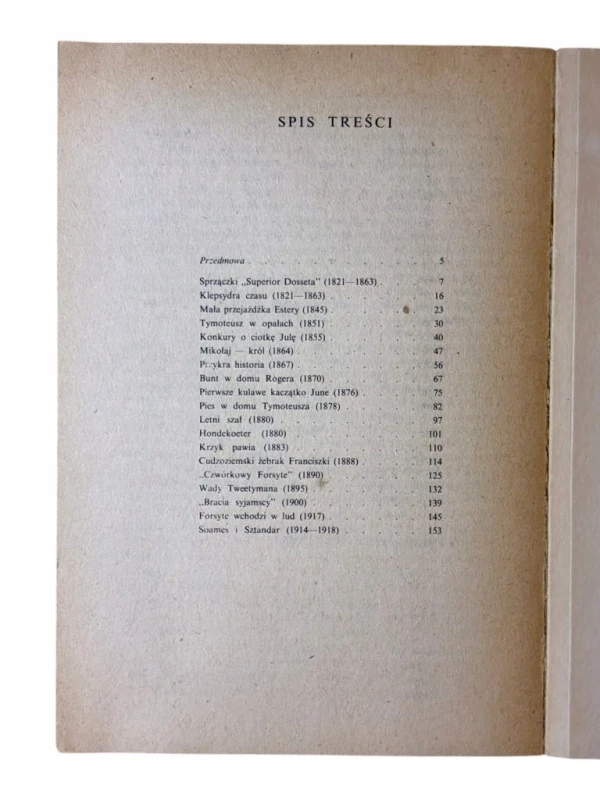 SPIS TREŚCI
Przedmowa . . . . . . . . . . 5
Sprzączki „Superior Dosseta" (1821—1863) . . . . 7
Klepsydra czasu (1821—1863) . . . . . . 16
Mała przejażdżka Estery (1845) . . . . . . 23
Tymoteusz w opałach (1851) . . . . . . 30
Konkury o ciotkę Julę (1855) . . . . . . 40
Mikołaj — król (1864) . . . . . . . 47
Przykra historia (1867) . . . . . . . 56
Bunt w domu Rogera (1870) . . . . . . 67
Pierwsze kulawe kaczątko June (1876) . . . . . 75
Pies w domu Tymoteusza (1878) . . . . . . 82
Letni szał (1880) . . . . . . . . 97
Hondekoeter (1880) . . . . . . . . 101
Krzyk pawia (1883) . . . . . . . . 110
Cudzoziemski żebrak Franciszki (1888) . . . . . 114
„Czwórkowy Forsyte" (1890) . . . . . . 125
Wady Tweetymana (1895) . . . . . . . 132
„Bracia syjamscy" (1900) . . . . . . . 139
Forsyte wchodzi w lud (1917) . . . . . . 145
Soames i Sztandar (1914—1918) . . . . . . 153